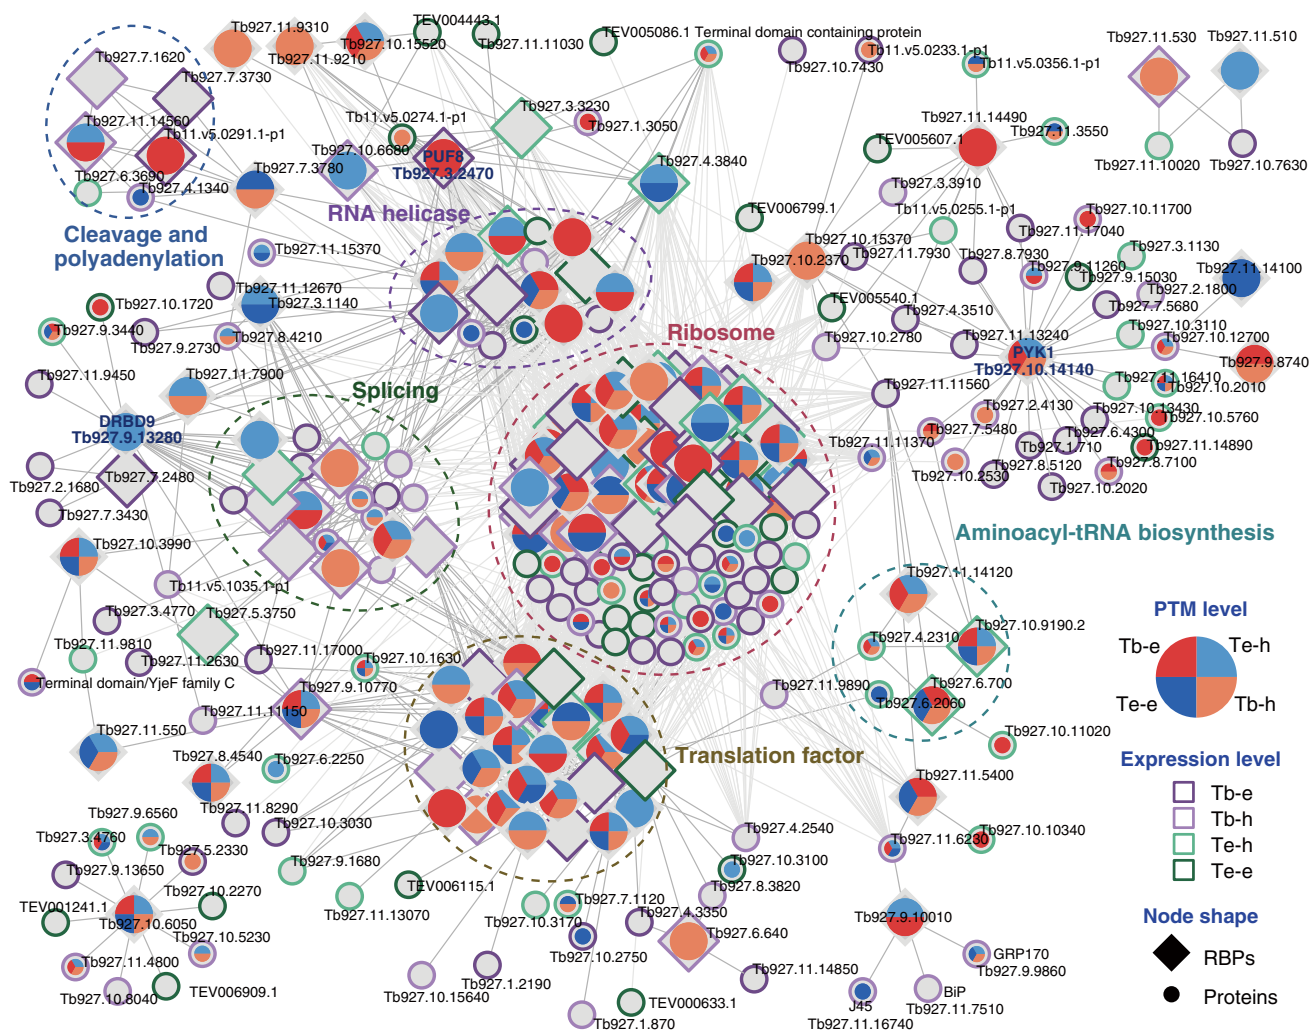 TEV004443.1
Tb927.11.9310
TEV005086.1 Terminal domain containing protein
Tb927.11.530
Tb927.11.510
Tb927.10.15520
Tb927.11.11030
Tb11.v5.0233.1-p1
Tb927.7.1620
Tb927.11.9210
Tb927.10.7430
Tb11.v5.0356.1-p1
Tb927.7.3730
Tb927.3.3230
Tb11.v5.0274.1-p1
Tb927.11.14490
Tb927.11.14560
Tb927.1.3050
Tb927.11.3550
Tb11.v5.0291.1-p1
TEV005607.1
Tb927.10.6680
PUF8
Tb927.3.2470
Tb927.4.3840
Tb927.11.10020
Tb927.10.7630
Tb927.7.3780
Tb927.6.3690
Tb927.4.1340
Tb927.3.3910
RNA helicase
TEV006799.1
Tb11.v5.0255.1-p1
Tb927.10.11700
Cleavage and
polyadenylation
Tb927.11.17040
Tb927.10.15370
Tb927.11.15370
Tb927.11.7930
Tb927.8.7930
Tb927.3.1130
Tb927.10.2370
Tb927.9.11260
Tb927.11.14100
Tb927.9.15030
Tb927.11.12670
Tb927.2.1800
Tb927.10.1720
Tb927.3.1140
TEV005540.1
Tb927.7.5680
Tb927.4.3510
Tb927.9.3440
Tb927.8.4210
Ribosome
Tb927.10.3110
Tb927.10.2780
Tb927.11.13240
Tb927.10.12700
Tb927.9.2730
PYK1
Tb927.10.14140
Tb927.9.8740
Tb927.11.9450
Tb927.11.7900
Splicing
Tb927.11.11560
Tb927.11.16410
Tb927.10.2010
Tb927.2.4130
Tb927.10.13430
DRBD9
Tb927.9.13280
Tb927.7.5480
Tb927.10.5760
Tb927.11.11370
Tb927.6.4300
Tb927.1.710
Tb927.11.14890
Tb927.8.7100
Tb927.8.5120
Tb927.10.2530
Tb927.10.2020
Tb927.7.2480
Tb927.2.1680
Tb927.7.3430
Aminoacyl-tRNA biosynthesis
Tb927.10.3990
Tb927.11.14120
Tb11.v5.1035.1-p1
PTM level
Tb927.3.4770
Tb927.5.3750
Tb927.10.9190.2
Tb927.4.2310
Tb-e
Te-h
Tb927.11.9810
Tb927.11.2630
Tb927.11.17000
Tb927.10.1630
Terminal domain/YjeF family C
Tb927.9.10770
Tb927.11.9890
Tb927.6.700
Tb927.6.2060
Te-e
Tb-h
Tb927.11.11150
Tb927.11.550
Tb927.10.11020
Tb927.8.4540
Tb927.6.2250
Translation factor
Expression level
Tb927.11.5400
Tb-e
Tb927.11.8290
Tb927.9.6560
Tb-h
Tb927.10.3030
Tb927.4.2540
Tb927.10.10340
Tb927.3.4760
Te-h
Tb927.11.6230
Tb927.5.2330
Tb927.9.1680
Tb927.10.3100
Te-e
Tb927.9.13650
Tb927.8.3820
TEV006115.1
Tb927.10.2270
Tb927.7.1120
TEV001241.1
Tb927.11.13070
Tb927.4.3350
Node shape
Tb927.10.6050
Tb927.10.3170
Tb927.9.10010
Tb927.10.5230
Tb927.6.640
RBPs
Tb927.11.4800
Tb927.10.2750
GRP170
Tb927.9.9860
Tb927.11.14850
Tb927.1.2190
TEV006909.1
BiP
Proteins
Tb927.10.8040
Tb927.10.15640
TEV000633.1
J45
Tb927.11.7510
Tb927.1.870
Tb927.11.16740